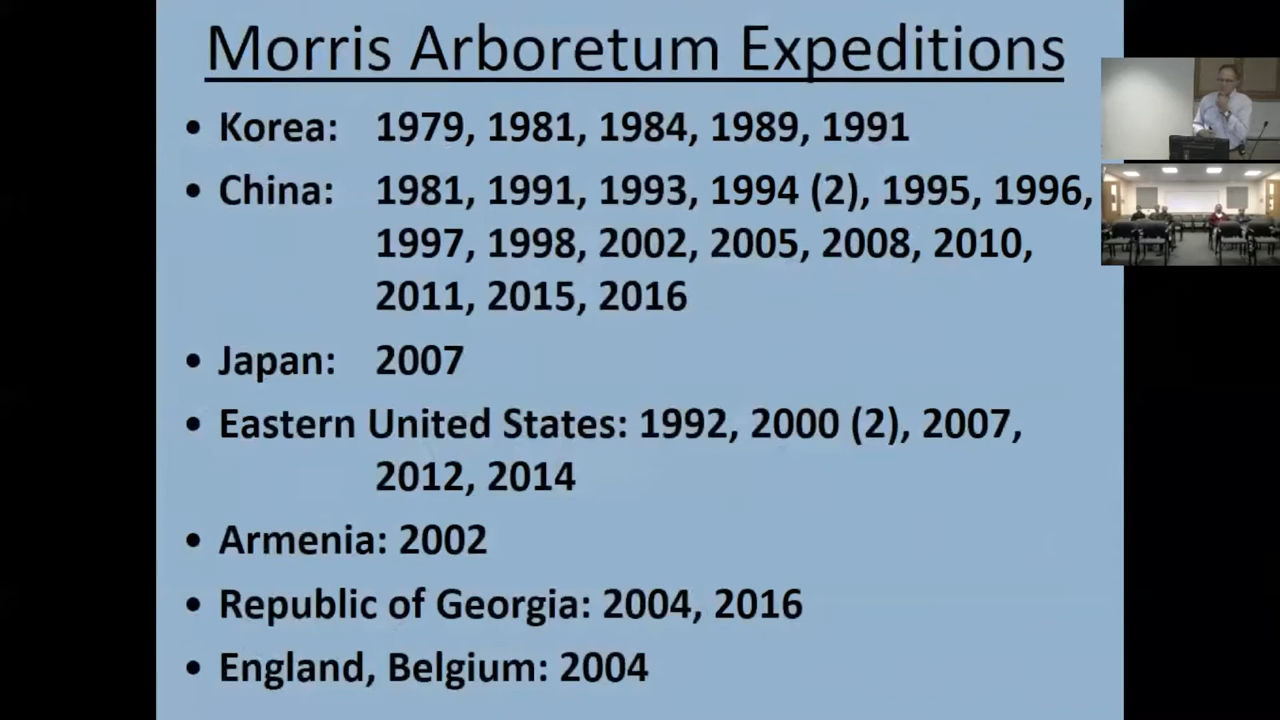 Morris Arboretum Expeditions
• Korea: 1979, 1981, 1984, 1989, 1991
• China: 1981, 1991, 1993, 1994 (2), 1995, 1996,
1997, 1998, 2002, 2005, 2008, 2010,
2011, 2015, 2016
• Japan: 2007
• Eastern United States: 1992, 2000 (2), 2007,
2012, 2014
• Armenia: 2002
• Republic of Georgia: 2004, 2016
• England, Belgium: 2004